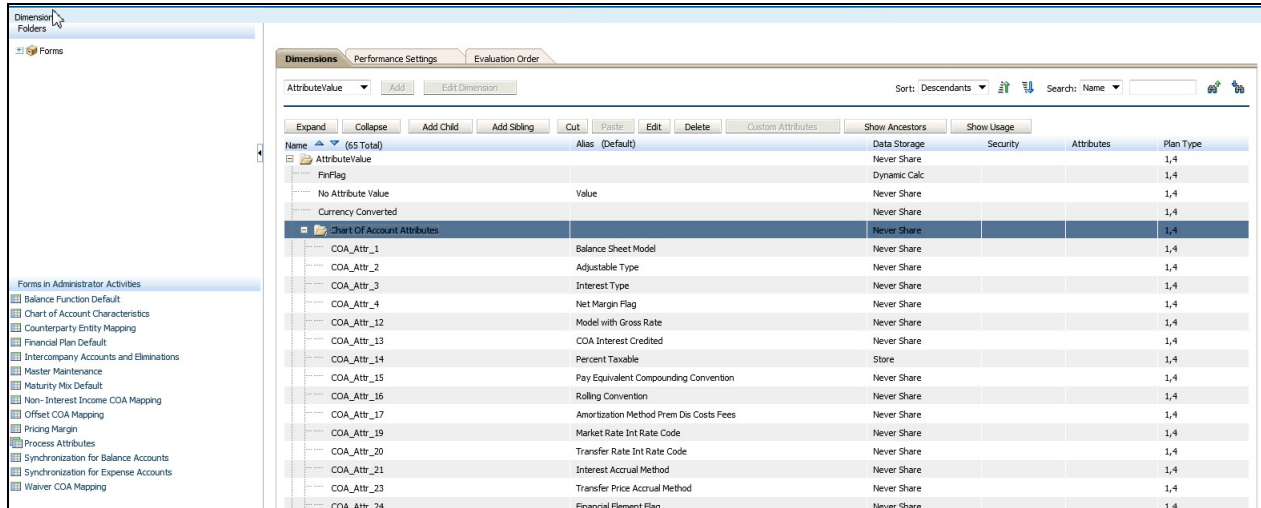 Dimension
Folders
Forms
Forms in Administrator Activities
Balance Function Default
Chart of Account Characteristics
Counterparty Entity Mapping
Financial Plan Default
Intercompany Accounts and Eliminations
Master Maintenance
Maturity Mix Default
Non-Interest Income COA Mapping
Offset COA Mapping
Pricing Margin
Process Attributes
Synchronization for Balance Accounts
Synchronization for Expense Accounts
Waiver COA Mapping
Dimensions Performance Settings Evaluation Order
AttributeValue Add Edit Dimension Sort: Descendants Search: Name
Expand Collapse Add Child Add Sibling Cut Paste Edit Delete Custom Attributes Show Ancestors Show Usage
Name (65 Total) Alias (Default) Data Storage Security Attributes Plan Type
AttributeValue Never Share 1,4
FinFlag Dynamic Calc 1,4
No Attribute Value Value Never Share 1,4
Currency Converted Never Share 1,4
Chart Of Account Attributes Never Share 1,4
COA_Attr_1 Balance Sheet Model Never Share 1,4
COA_Attr_2 Adjustable Type Never Share 1,4
COA_Attr_3 Interest Type Never Share 1,4
COA_Attr_4 Net Margin Flag Never Share 1,4
COA_Attr_12 Model with Gross Rate Never Share 1,4
COA_Attr_13 COA Interest Credited Never Share 1,4
COA_Attr_14 Percent Taxable Store 1,4
COA_Attr_15 Pay Equivalent Compounding Convention Never Share 1,4
COA_Attr_16 Rolling Convention Never Share 1,4
COA_Attr_17 Amortization Method Prem Dis Costs Fees Never Share 1,4
COA_Attr_19 Market Rate Int Rate Code Never Share 1,4
COA_Attr_20 Transfer Rate Int Rate Code Never Share 1,4
COA_Attr_21 Interest Accrual Method Never Share 1,4
COA_Attr_23 Transfer Price Accrual Method Never Share 1,4
COA_Attr_24 Financial Element Flag Never Share 1,4